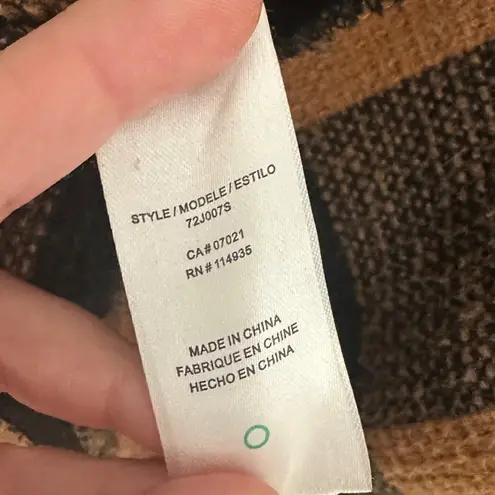 STYLE / MODELE / ESTILO
72J007S
CA # 07021
RN # 114935
MADE IN CHINA
FABRIQUE EN CHINE
HECHO EN CHINA